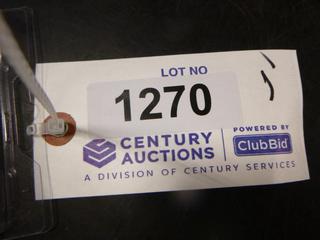 LOT NO
1270
CENTURY
AUCTIONS
POWERED BY
ClubBid
A DIVISION OF CENTURY SERVICES